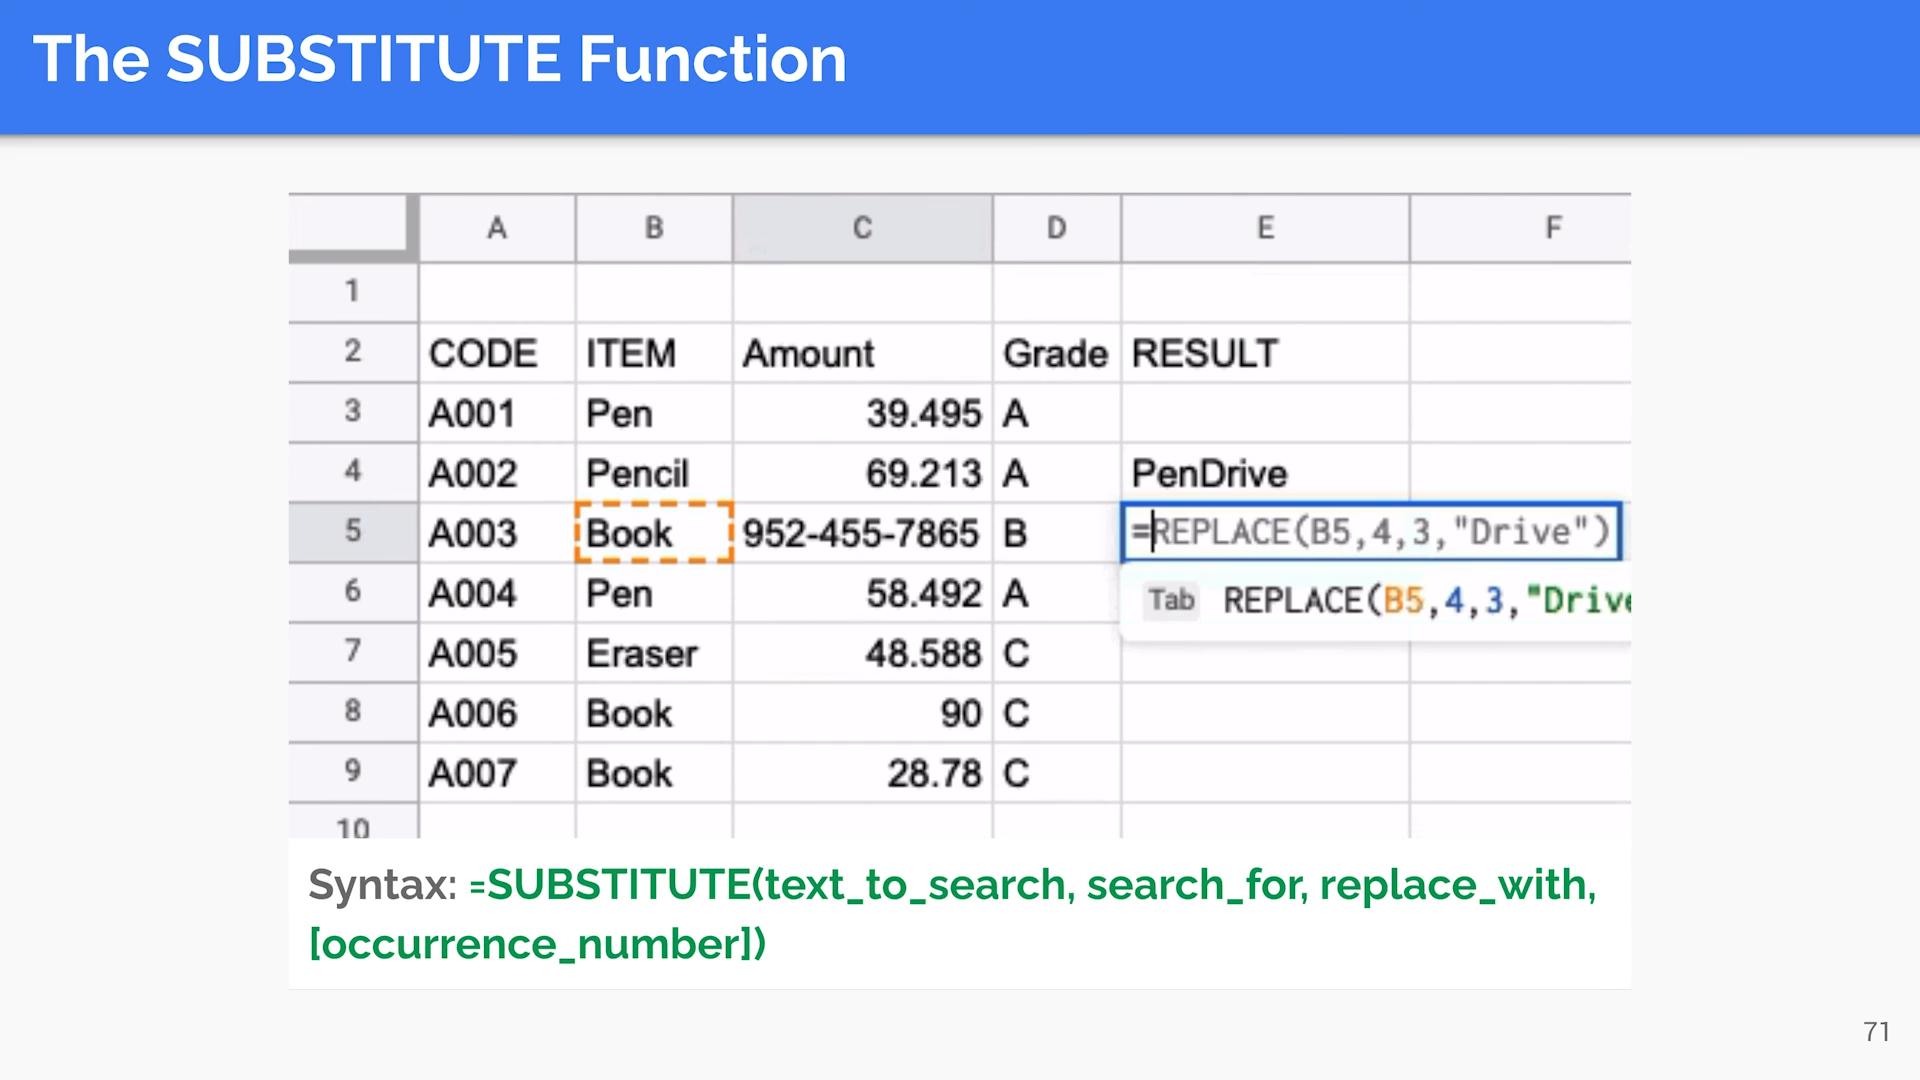 The SUBSTITUTE Function
A B C D E F
1
2 CODE ITEM Amount Grade RESULT
3 A001 Pen 39.495 A
4 A002 Pencil 69.213 A PenDrive
5 A003 Book 952-455-7865 B =REPLACE(B5,4,3,"Drive")
6 A004 Pen 58.492 A Tab REPLACE(B5,4,3,"Drive
7 A005 Eraser 48.588 C
8 A006 Book 90 C
9 A007 Book 28.78 C
10
Syntax: =SUBSTITUTE(text_to_search, search_for, replace_with,
[occurrence_number])
71